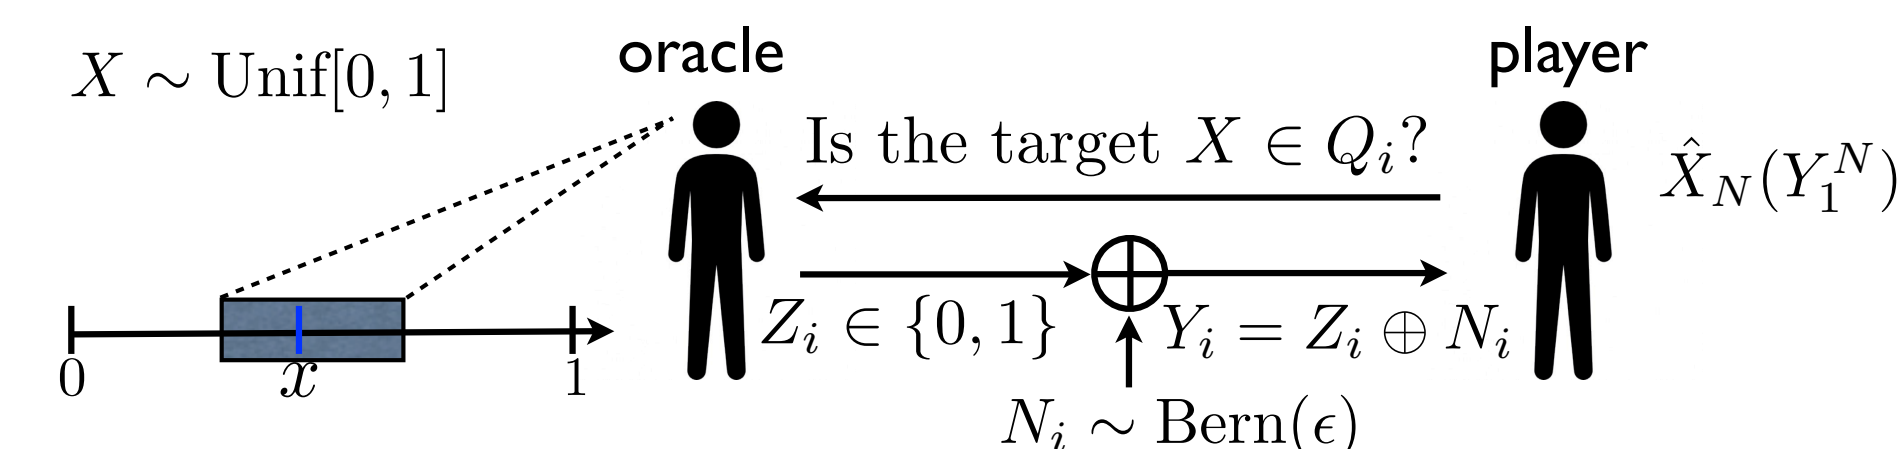 X ∼ Unif[0, 1]
oracle
player
Is the target X ∈ Q_i?
X̂_N(Y_1^N)
Z_i ∈ {0, 1}
Y_i = Z_i ⊕ N_i
0
x
1
N_i ∼ Bern(ϵ)